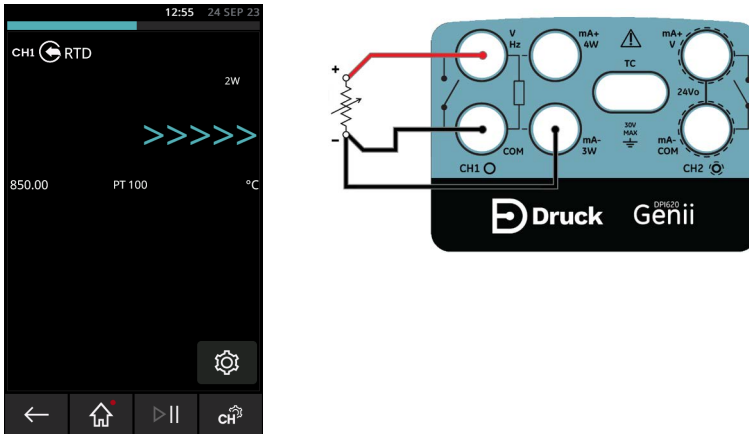 12:55 24 SEP 23
CH1 RTD
2W
>>>>>
850.00 PT 100 °C
CH
+
-
V
Hz
mA+
4W
TC
mA+
V
24Vo
COM
mA-
3W
30V
MAX
mA-
COM
CH1
CH2
Druck
DPI620
Genii